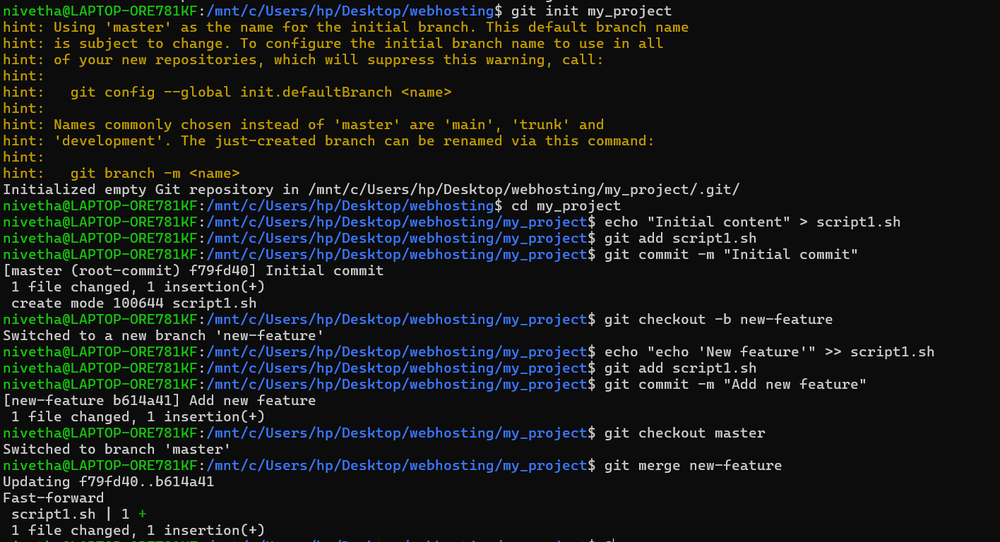 nivetha@LAPTOP-ORE781KF:/mnt/c/Users/hp/Desktop/webhosting$ git init my_project
hint: Using 'master' as the name for the initial branch. This default branch name
hint: is subject to change. To configure the initial branch name to use in all
hint: of your new repositories, which will suppress this warning, call:
hint:
hint:   git config --global init.defaultBranch <name>
hint:
hint: Names commonly chosen instead of 'master' are 'main', 'trunk' and
hint: 'development'. The just-created branch can be renamed via this command:
hint:
hint:   git branch -m <name>
Initialized empty Git repository in /mnt/c/Users/hp/Desktop/webhosting/my_project/.git/
nivetha@LAPTOP-ORE781KF:/mnt/c/Users/hp/Desktop/webhosting$ cd my_project
nivetha@LAPTOP-ORE781KF:/mnt/c/Users/hp/Desktop/webhosting/my_project$ echo "Initial content" > script1.sh
nivetha@LAPTOP-ORE781KF:/mnt/c/Users/hp/Desktop/webhosting/my_project$ git add script1.sh
nivetha@LAPTOP-ORE781KF:/mnt/c/Users/hp/Desktop/webhosting/my_project$ git commit -m "Initial commit"
[master (root-commit) f79fd40] Initial commit
 1 file changed, 1 insertion(+)
 create mode 100644 script1.sh
nivetha@LAPTOP-ORE781KF:/mnt/c/Users/hp/Desktop/webhosting/my_project$ git checkout -b new-feature
Switched to a new branch 'new-feature'
nivetha@LAPTOP-ORE781KF:/mnt/c/Users/hp/Desktop/webhosting/my_project$ echo "echo 'New feature'" >> script1.sh
nivetha@LAPTOP-ORE781KF:/mnt/c/Users/hp/Desktop/webhosting/my_project$ git add script1.sh
nivetha@LAPTOP-ORE781KF:/mnt/c/Users/hp/Desktop/webhosting/my_project$ git commit -m "Add new feature"
[new-feature b614a41] Add new feature
 1 file changed, 1 insertion(+)
nivetha@LAPTOP-ORE781KF:/mnt/c/Users/hp/Desktop/webhosting/my_project$ git checkout master
Switched to branch 'master'
nivetha@LAPTOP-ORE781KF:/mnt/c/Users/hp/Desktop/webhosting/my_project$ git merge new-feature
Updating f79fd40..b614a41
Fast-forward
 script1.sh | 1 +
 1 file changed, 1 insertion(+)